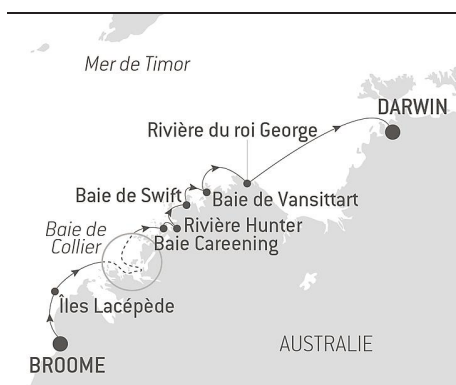 Mer de Timor
DARWIN
Rivière du roi George
Baie de Swift
Baie de Vansittart
Baie de
Collier
Rivière Hunter
Baie Careening
Îles Lacépède
AUSTRALIE
BROOME